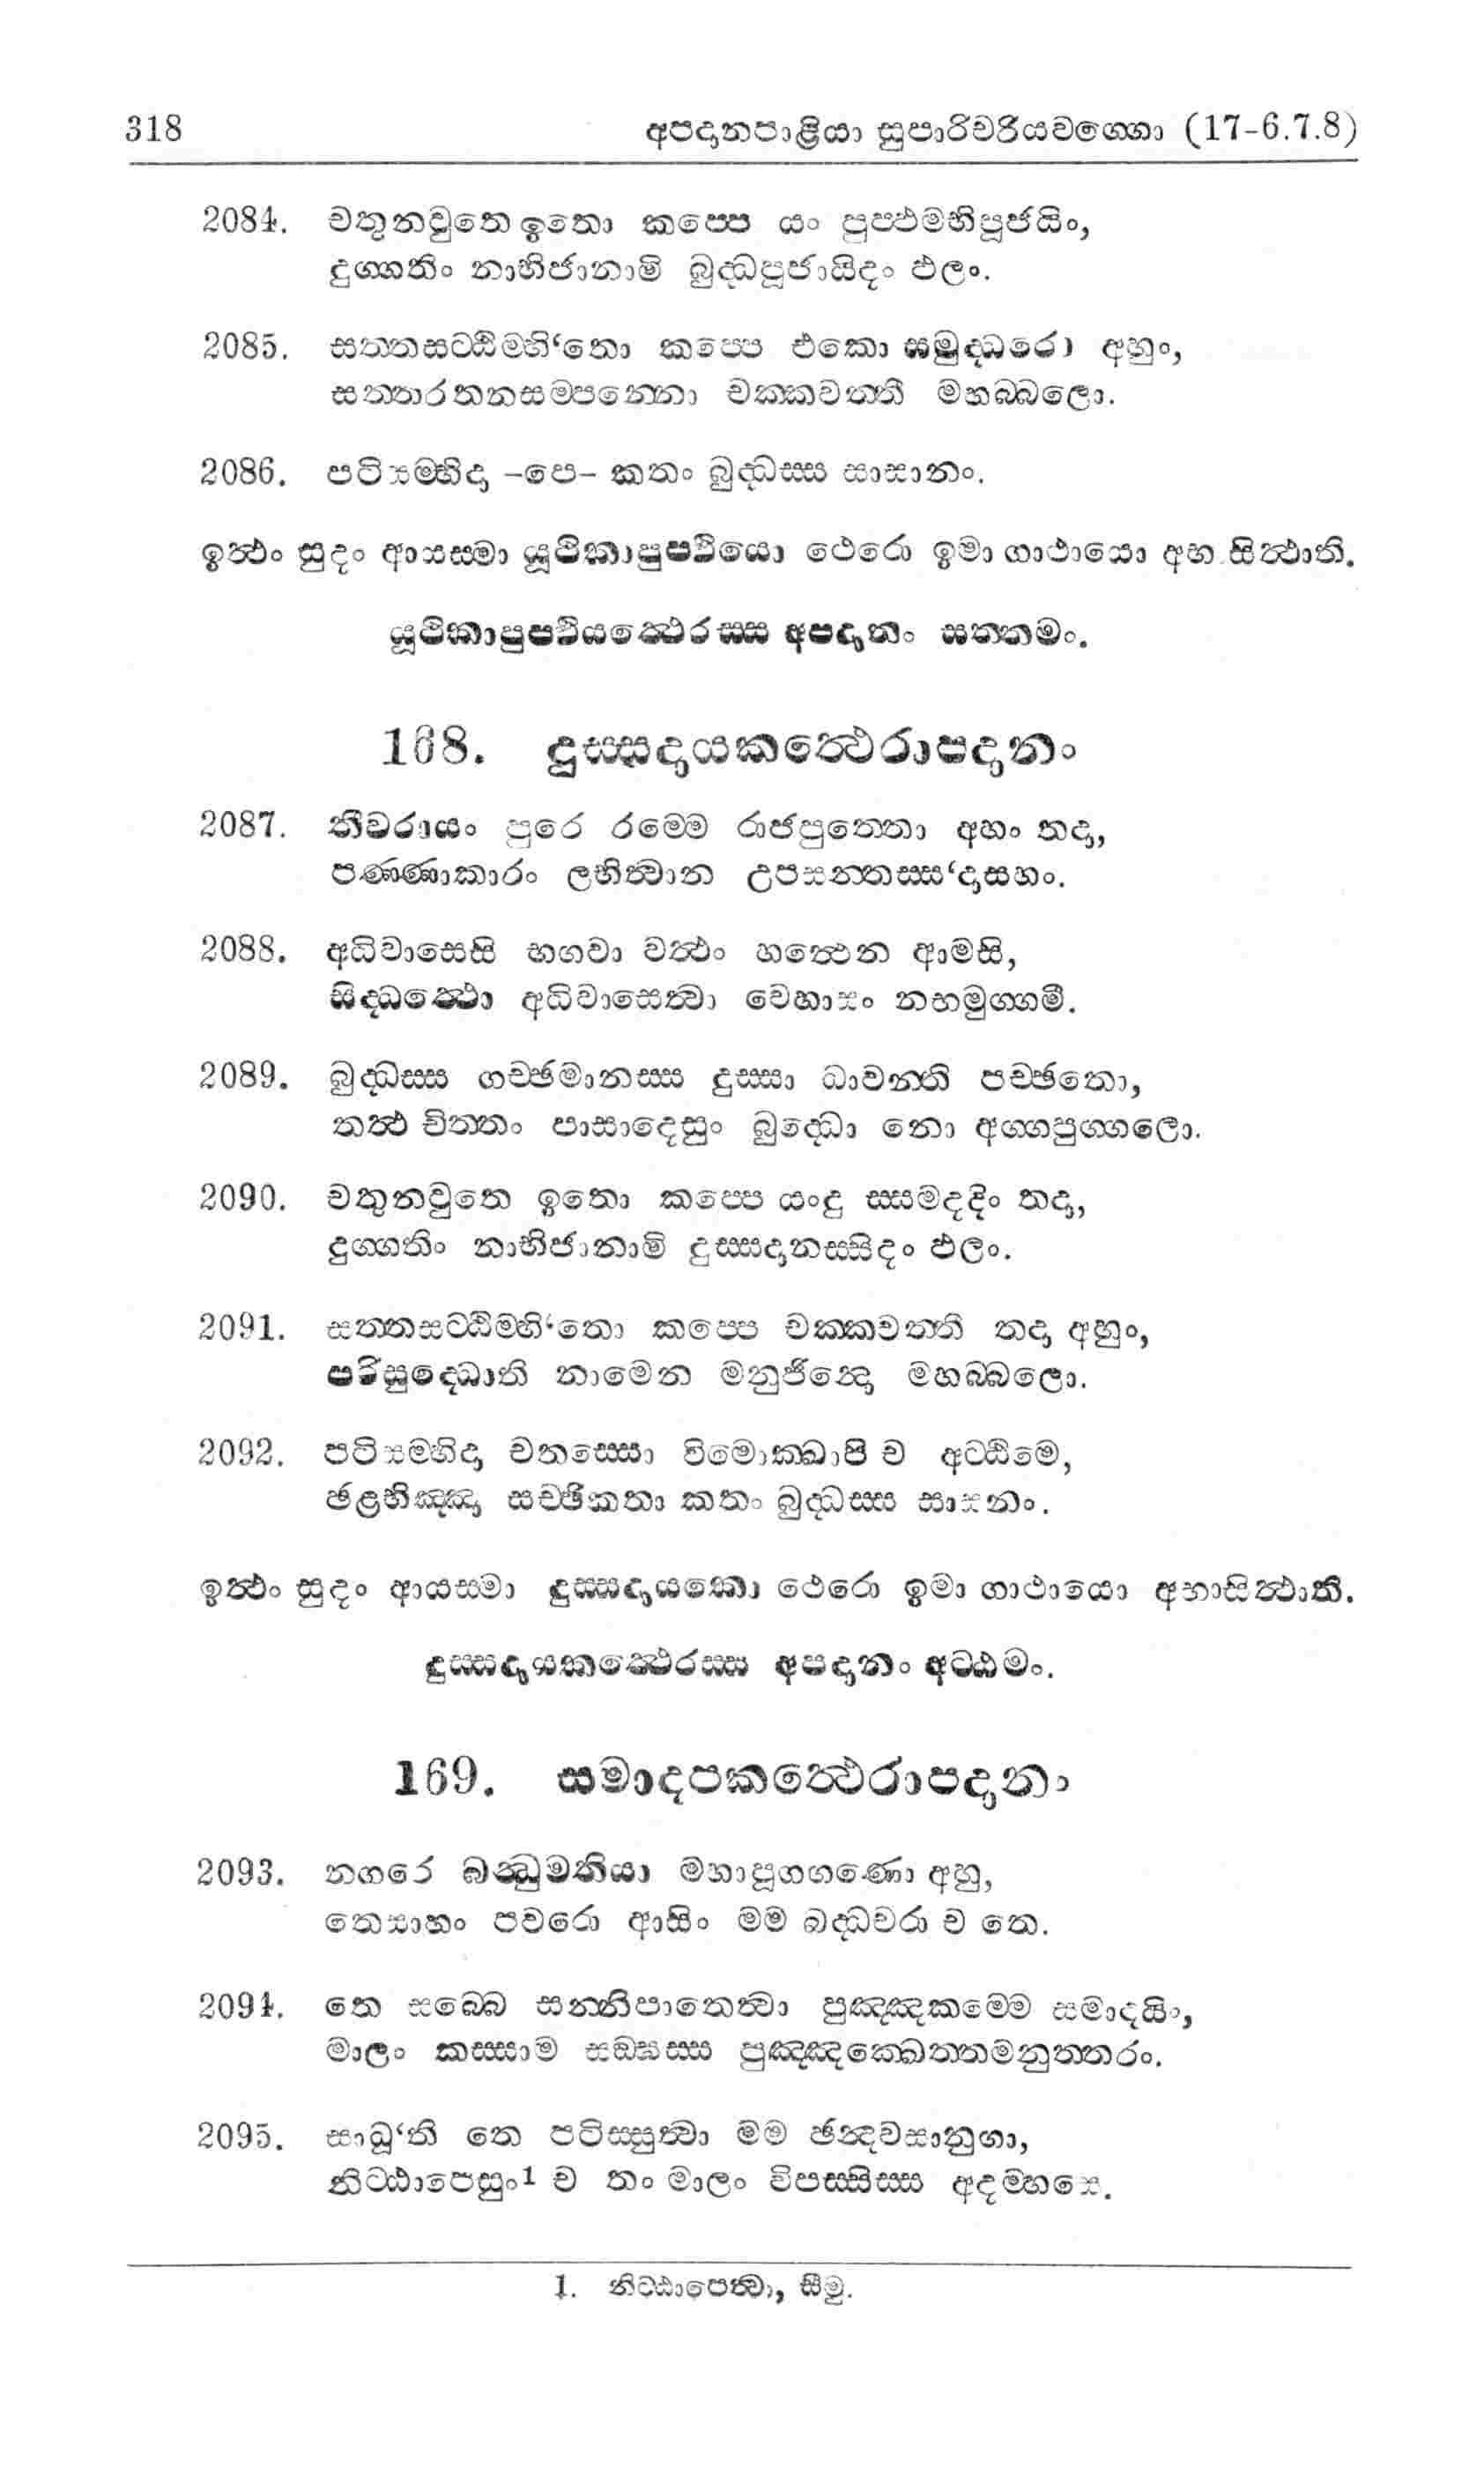 318 අපදානපාළියා සුපාරිචරියවග්ගො (17-6.7.8)
2084. චතුනවුතෙ ඉතො කප්පෙ යං පුප්ඵමභිපූජයිං,
දුග්ගතිං නාභිජානාමි බුද්ධපූජායිදං ඵලං.
2085. සත්තසට්ඨිම්හි‘තො කප්පෙ එකො සමුද්ධරො අහුං,
සත්තරතනසම්පන්නො චක්කවත්තී මහබ්බලො.
2086. පටිසම්භිදා -පෙ- කතං බුද්ධස්ස සාසානං.
ඉත්ථං සුදං ආයස්මා යූථිකාපුප්ඵියො ථෙරො ඉමා ගාථායො අභාසිත්ථාති.
යූථිකාපුප්ඵියත්ථෙරස්ස අපදානං සත්තමං.
168. දුස්සදායකත්ථෙරාපදානං
2087. තීවරායං පුරෙ රම්මෙ රාජපුත්තො අහං තදා,
පණ්ණාකාරං ලභිත්වාන උපසන්තස්ස‘දාසහං.
2088. අධිවාසෙසි භගවා වත්ථං හත්ථෙන ආමසි,
සිද්ධත්ථො අධිවාසෙත්වා වෙහාසං නභමුග්ගමී.
2089. බුද්ධස්ස ගච්ඡමානස්ස දුස්සා ධාවන්ති පච්ඡතො,
තත්ථ චිත්තං පාසාදෙසුං බුද්ධො නො අග්ගපුග්ගලො.
2090. චතුනවුතෙ ඉතො කප්පෙ යංදු ස්සමදදිං තදා,
දුග්ගතිං නාභිජානාමි දුස්සදානස්සිදං ඵලං.
2091. සත්තසට්ඨිම්හි‘තො කප්පෙ චක්කවත්තී තදා අහුං,
පරිසුද්ධොති නාමෙන මනුජින්දො මහබ්බලො.
2092. පටිසම්භිදා චතස්සො විමොක්ඛාපි ච අට්ඨිමෙ,
ඡළභිඤ්ඤා සච්ඡිකතා කතං බුද්ධස්ස සාසනං.
ඉත්ථං සුදං ආයස්මා දුස්සදායකො ථෙරො ඉමා ගාථායො අභාසිත්ථාති.
දුස්සදායකත්ථෙරස්ස අපදානං අට්ඨමං.
169. සමාදපකත්ථෙරාපදානං
2093. නගරෙ බන්ධුමතියා මහාපූගගණො අහු,
තෙසාහං පවරො ආසිං මම බද්ධචරා ච තෙ.
2094. තෙ සබ්බෙ සන්නිපාතෙත්වා පුඤ්ඤකම්මෙ සමාදයිං,
මාලං කස්සාම සඞ්ඝස්ස පුඤ්ඤක්ඛෙත්තමනුත්තරං.
2095. සාධූ‘ති තෙ පටිස්සුත්වා මම ඡන්දවසානුගා,
නිට්ඨාපෙසුං1 ච තං මාලං විපස්සිස්ස අදම්හසෙ.
1. නිට්ඨාපෙත්වා, සීමු.